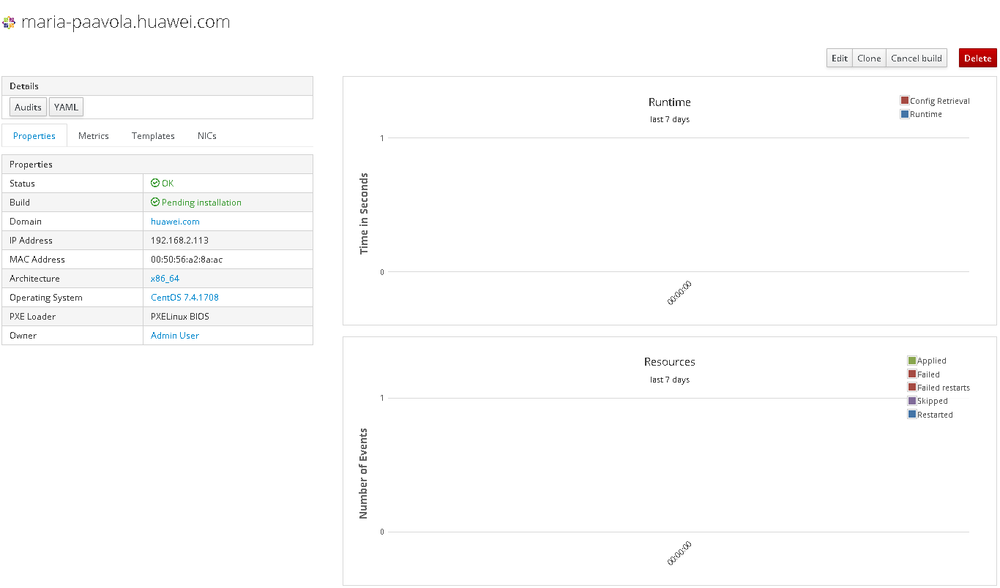 maria-paavola.huawei.com
Edit Clone Cancel build Delete
Details
Audits YAML
Properties Metrics Templates NICs
Properties
Status OK
Build Pending installation
Domain huawei.com
IP Address 192.168.2.113
MAC Address 00:50:56:a2:8a:ac
Architecture x86_64
Operating System CentOS 7.4.1708
PXE Loader PXELinux BIOS
Owner Admin User
Runtime
last 7 days
Config Retrieval
Runtime
1
Time in Seconds
0
00:00:00
Resources
last 7 days
Applied
Failed
Failed restarts
Skipped
Restarted
1
Number of Events
0
00:00:00